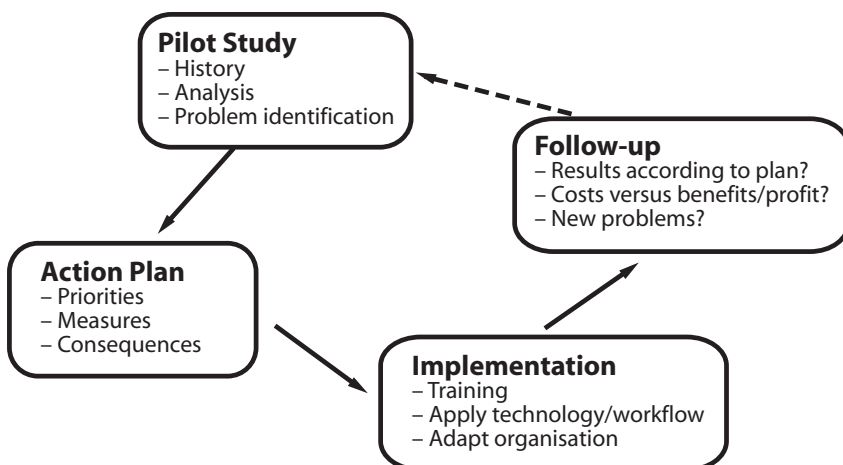 Pilot Study
– History
– Analysis
– Problem identification
Follow-up
– Results according to plan?
– Costs versus benefits/profit?
– New problems?
Action Plan
– Priorities
– Measures
– Consequences
Implementation
– Training
– Apply technology/workflow
– Adapt organisation